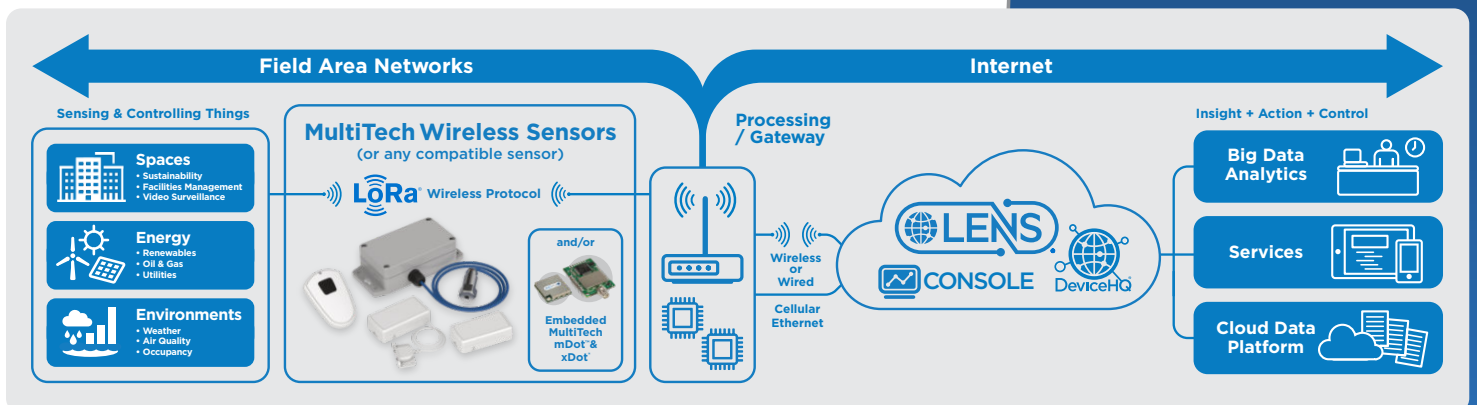 Field Area Networks
Internet
Sensing & Controlling Things
Spaces
• Sustainability
• Facilities Management
• Video Surveillance
Energy
• Renewables
• Oil & Gas
• Utilities
Environments
• Weather
• Air Quality
• Occupancy
MultiTech Wireless Sensors
(or any compatible sensor)
LoRa® Wireless Protocol
and/or
Embedded
MultiTech
mDot™ &
xDot®
Processing
/ Gateway
Wireless
or
Wired
Cellular
Ethernet
LENS
CONSOLE
DeviceHQ®
Insight + Action + Control
Big Data
Analytics
Services
Cloud Data
Platform